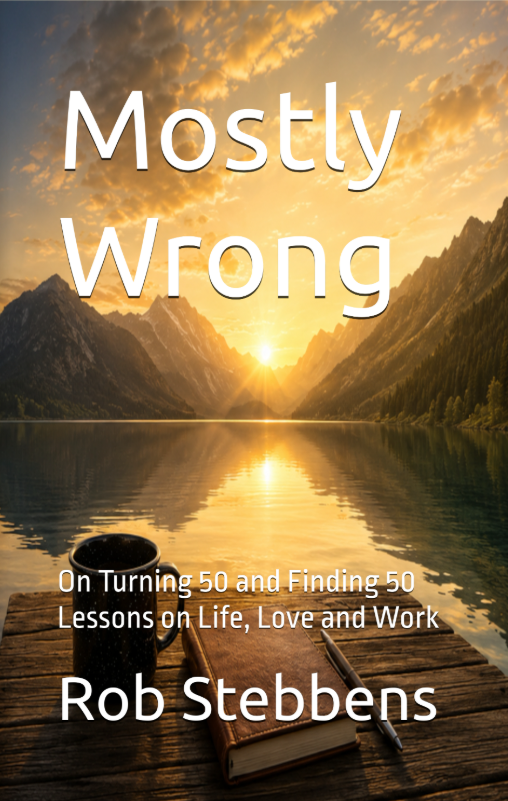 Mostly
Wrong
On Turning 50 and Finding 50
Lessons on Life, Love and Work
Rob Stebbens